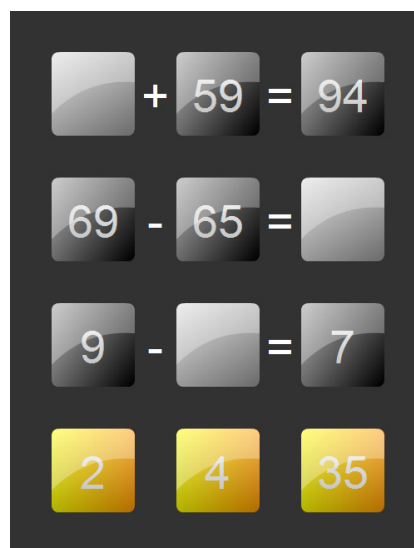 + 59 = 94
69 - 65 =
9 - = 7
2 4 35